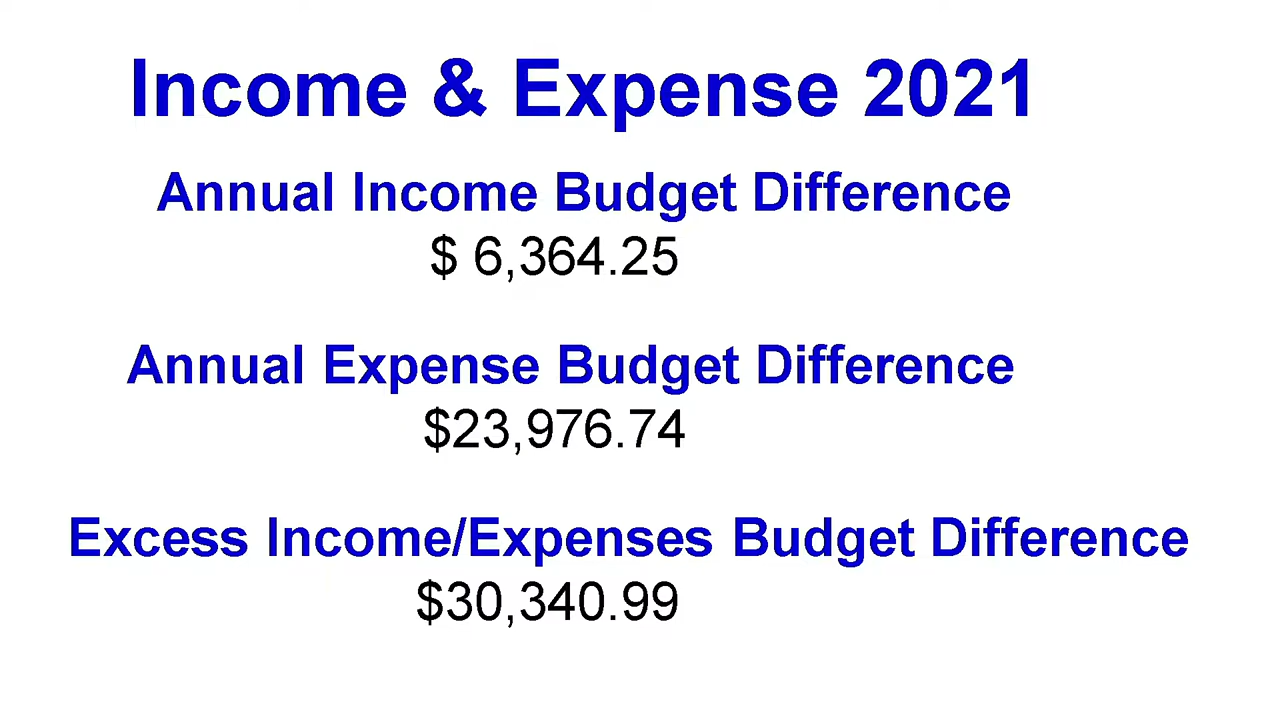 Income & Expense 2021
Annual Income Budget Difference
$ 6,364.25
Annual Expense Budget Difference
$23,976.74
Excess Income/Expenses Budget Difference
$30,340.99